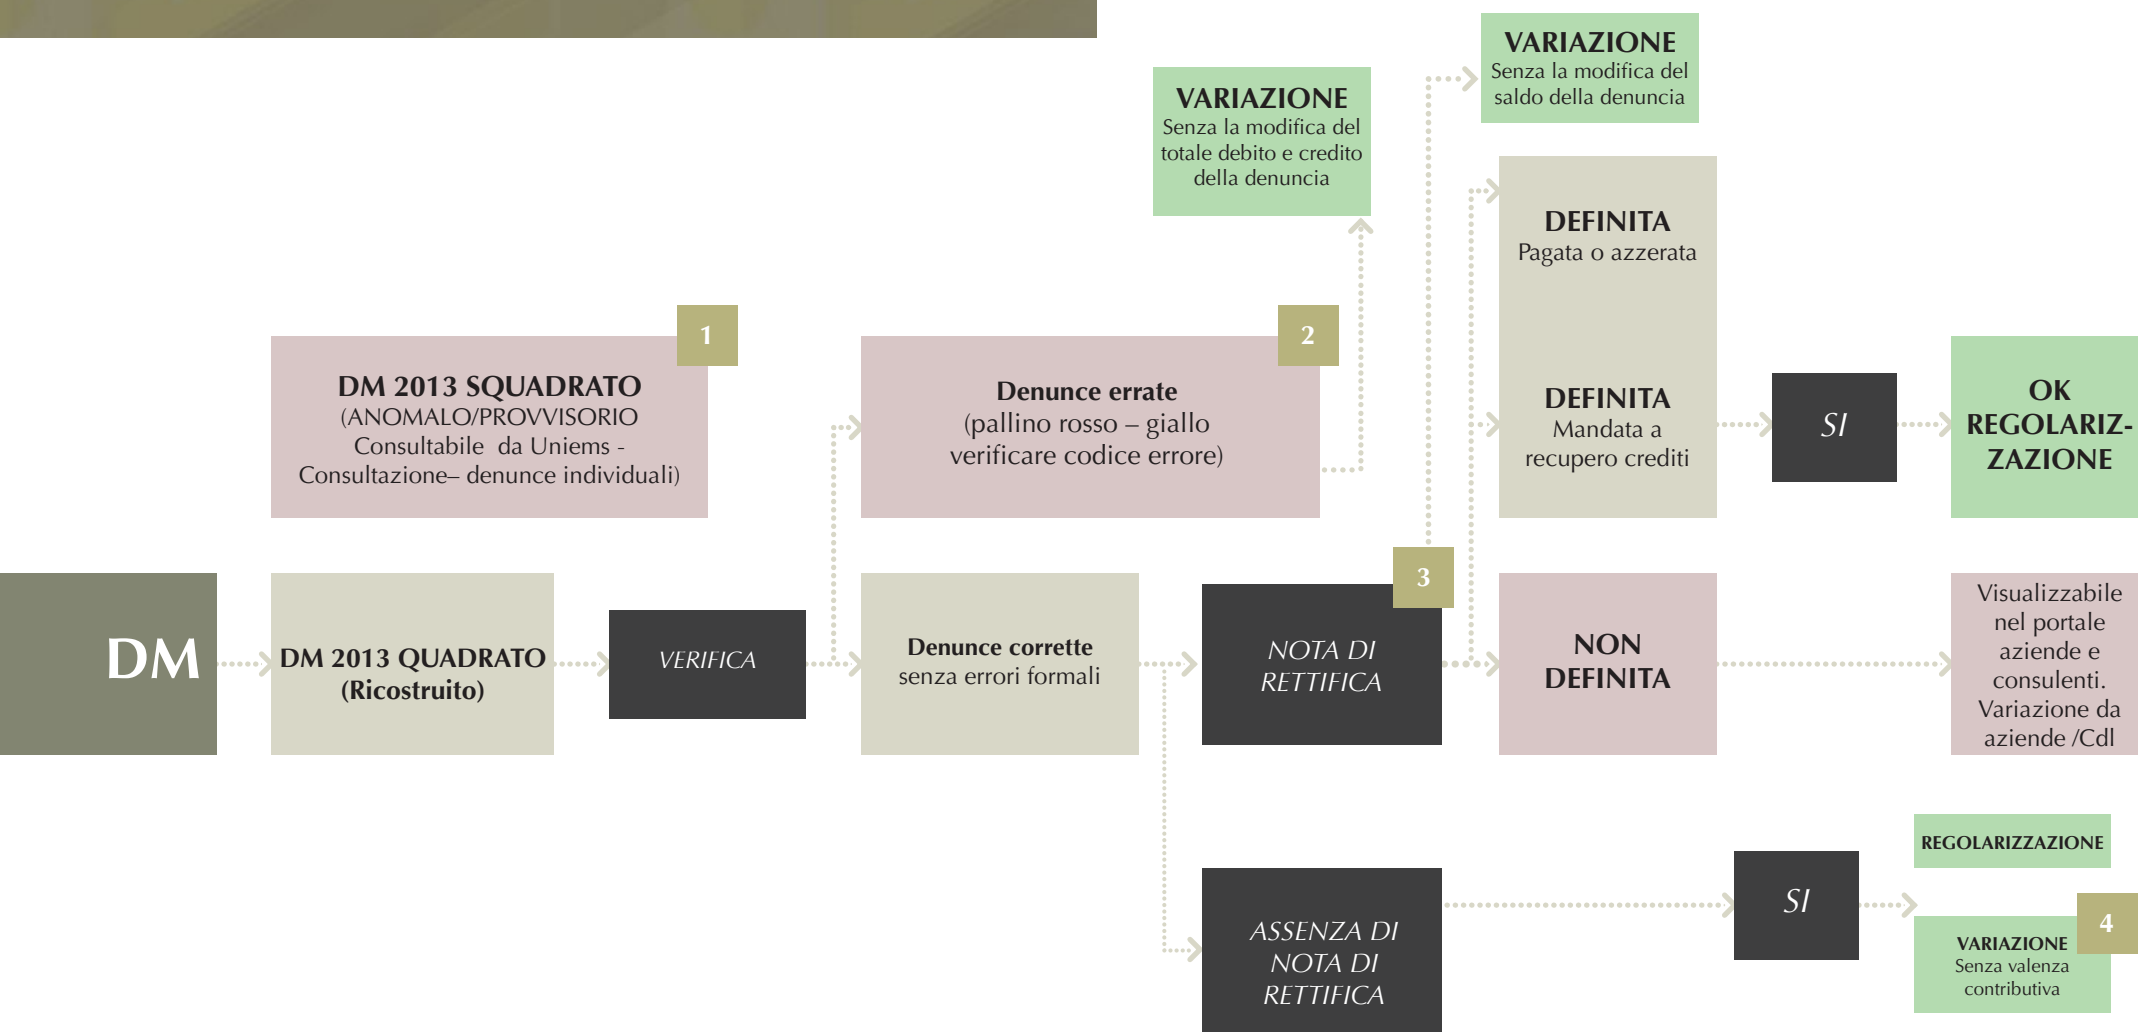 VARIAZIONE
Senza la modifica del
saldo della denuncia
VARIAZIONE
Senza la modifica del
totale debito e credito
della denuncia
DEFINITA
Pagata o azzerata
1
DM 2013 SQUADRATO
(ANOMALO/PROVVISORIO
Consultabile da Uniems -
Consultazione– denunce individuali)
2
Denunce errate
(pallino rosso – giallo
verificare codice errore)
DEFINITA
Mandata a
recupero crediti
SI
OK
REGOLARIZ-
ZAZIONE
DM
DM 2013 QUADRATO
(Ricostruito)
VERIFICA
Denunce corrette
senza errori formali
3
NOTA DI
RETTIFICA
NON
DEFINITA
Visualizzabile
nel portale
aziende e
consulenti.
Variazione da
aziende /Cdl
ASSENZA DI
NOTA DI
RETTIFICA
SI
REGOLARIZZAZIONE
4
VARIAZIONE
Senza valenza
contributiva